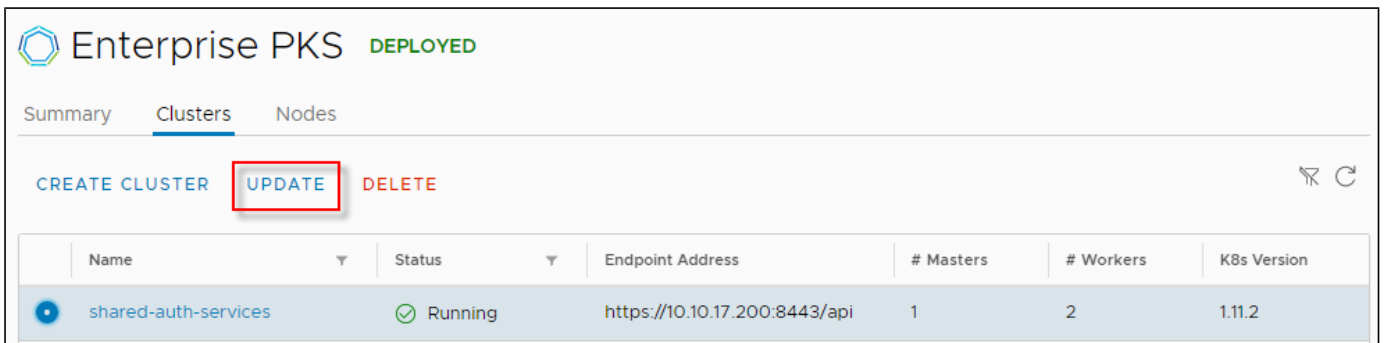 Enterprise PKS DEPLOYED
Summary Clusters Nodes
CREATE CLUSTER UPDATE DELETE
Name Status Endpoint Address # Masters # Workers K8s Version
shared-auth-services Running https://10.10.17.200:8443/api 1 2 1.11.2